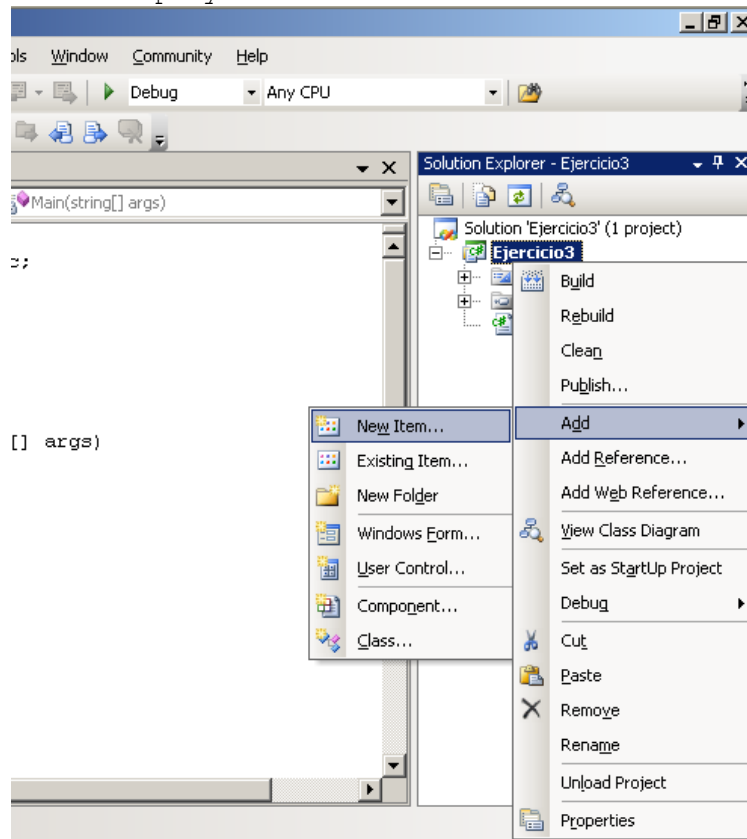 ols Window Community Help
Debug Any CPU
Solution Explorer - Ejercicio3
Main(string[] args)
Solution 'Ejercicio3' (1 project)
Ejercicio3
c;
[] args)
Build
Rebuild
Clean
Publish...
Add
Add Reference...
Add Web Reference...
View Class Diagram
Set as StartUp Project
Debug
Cut
Paste
Remove
Rename
Unload Project
Properties
New Item...
Existing Item...
New Folder
Windows Form...
User Control...
Component...
Class...